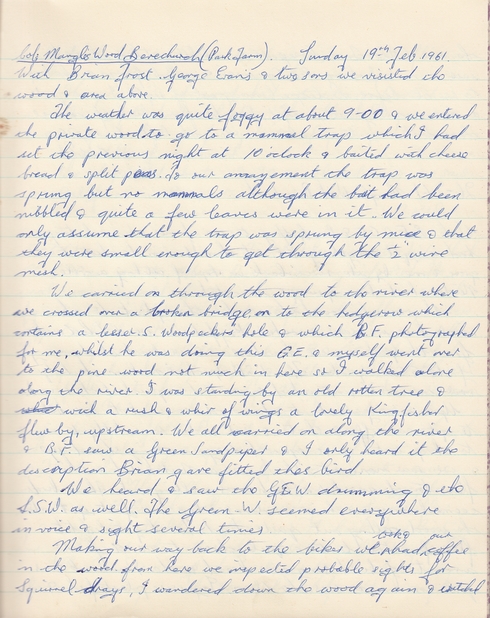 Cobs Mangles Wood, Berechurch (Park Farm). Sunday 19th Feb 1961.
With Brian Frost. George Evans & two sons we visited the
wood & area above.
The weather was quite foggy at about 9-00 & we entered
the private wood to go to a mammal trap which I had
set the previous night at 10 oclock & baited with cheese
bread & split peas. To our amazement the trap was
sprung but no mammals although the bait had been
nibbled & quite a few leaves were in it. We could
only assume that the trap was sprung by mice & that
they were small enough to get through the ½" wire
mesh.
We carried on through the wood to the river where
we crossed over a broken bridge on to the hedgerow which
contains a lesser. S. Woodpeckers hole & which B.F. photographed
for me, whilst he was doing this G.E. & myself went over
to the pine wood not much in here so I walked alone
along the river. I was standing by an old rotten tree &
with a rush & whir of wings a lovely Kingfisher
flew by, upstream. We all carried on along the river
& B.F. saw a Green Sandpiper & I only heard it the
description Brian gave fitted this bird.
We heard & saw the G.S.W. drumming & the
L.S.W. as well. The Green W. seemed everywhere
in voice & sight several times
Making our way back to the bikes we had our coffee
in the wood from here we inspected probable sights for
Squirrel drays, I wandered down the wood again &